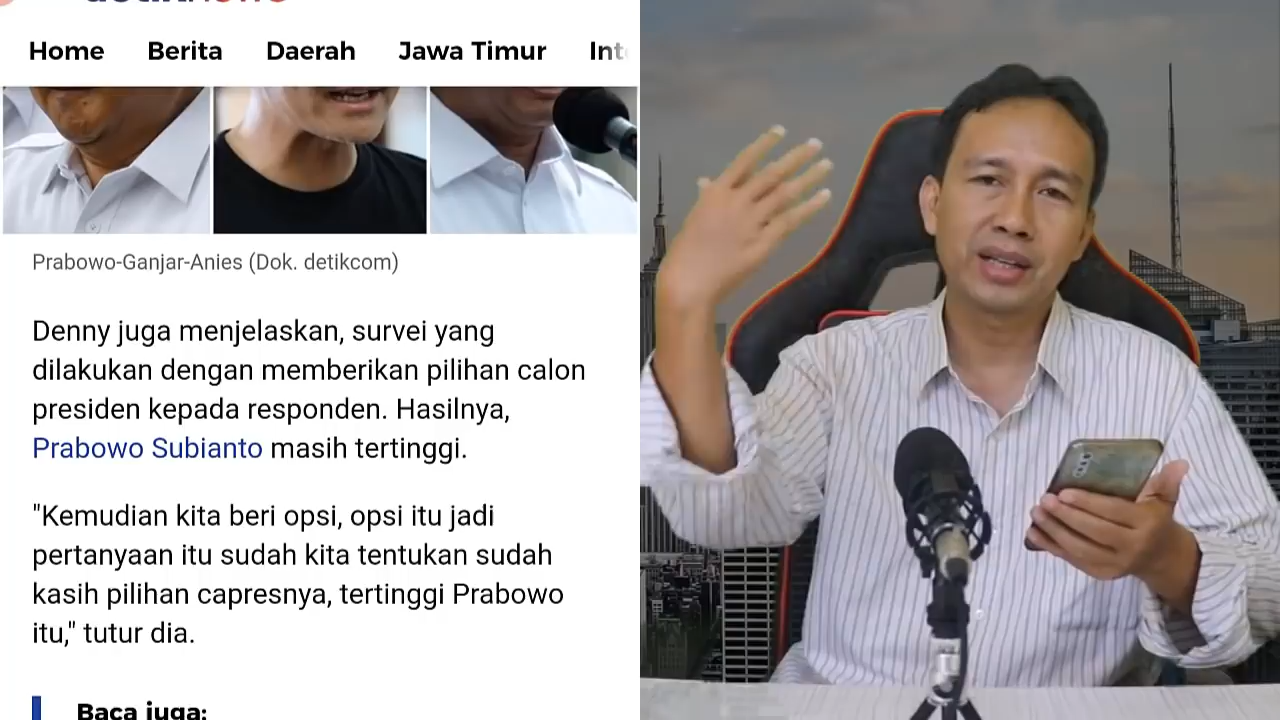 detiknews
Home Berita Daerah Jawa Timur Int
Prabowo-Ganjar-Anies (Dok. detikcom)
Denny juga menjelaskan, survei yang
dilakukan dengan memberikan pilihan calon
presiden kepada responden. Hasilnya,
Prabowo Subianto masih tertinggi.
"Kemudian kita beri opsi, opsi itu jadi
pertanyaan itu sudah kita tentukan sudah
kasih pilihan capresnya, tertinggi Prabowo
itu," tutur dia.
Baca juga: